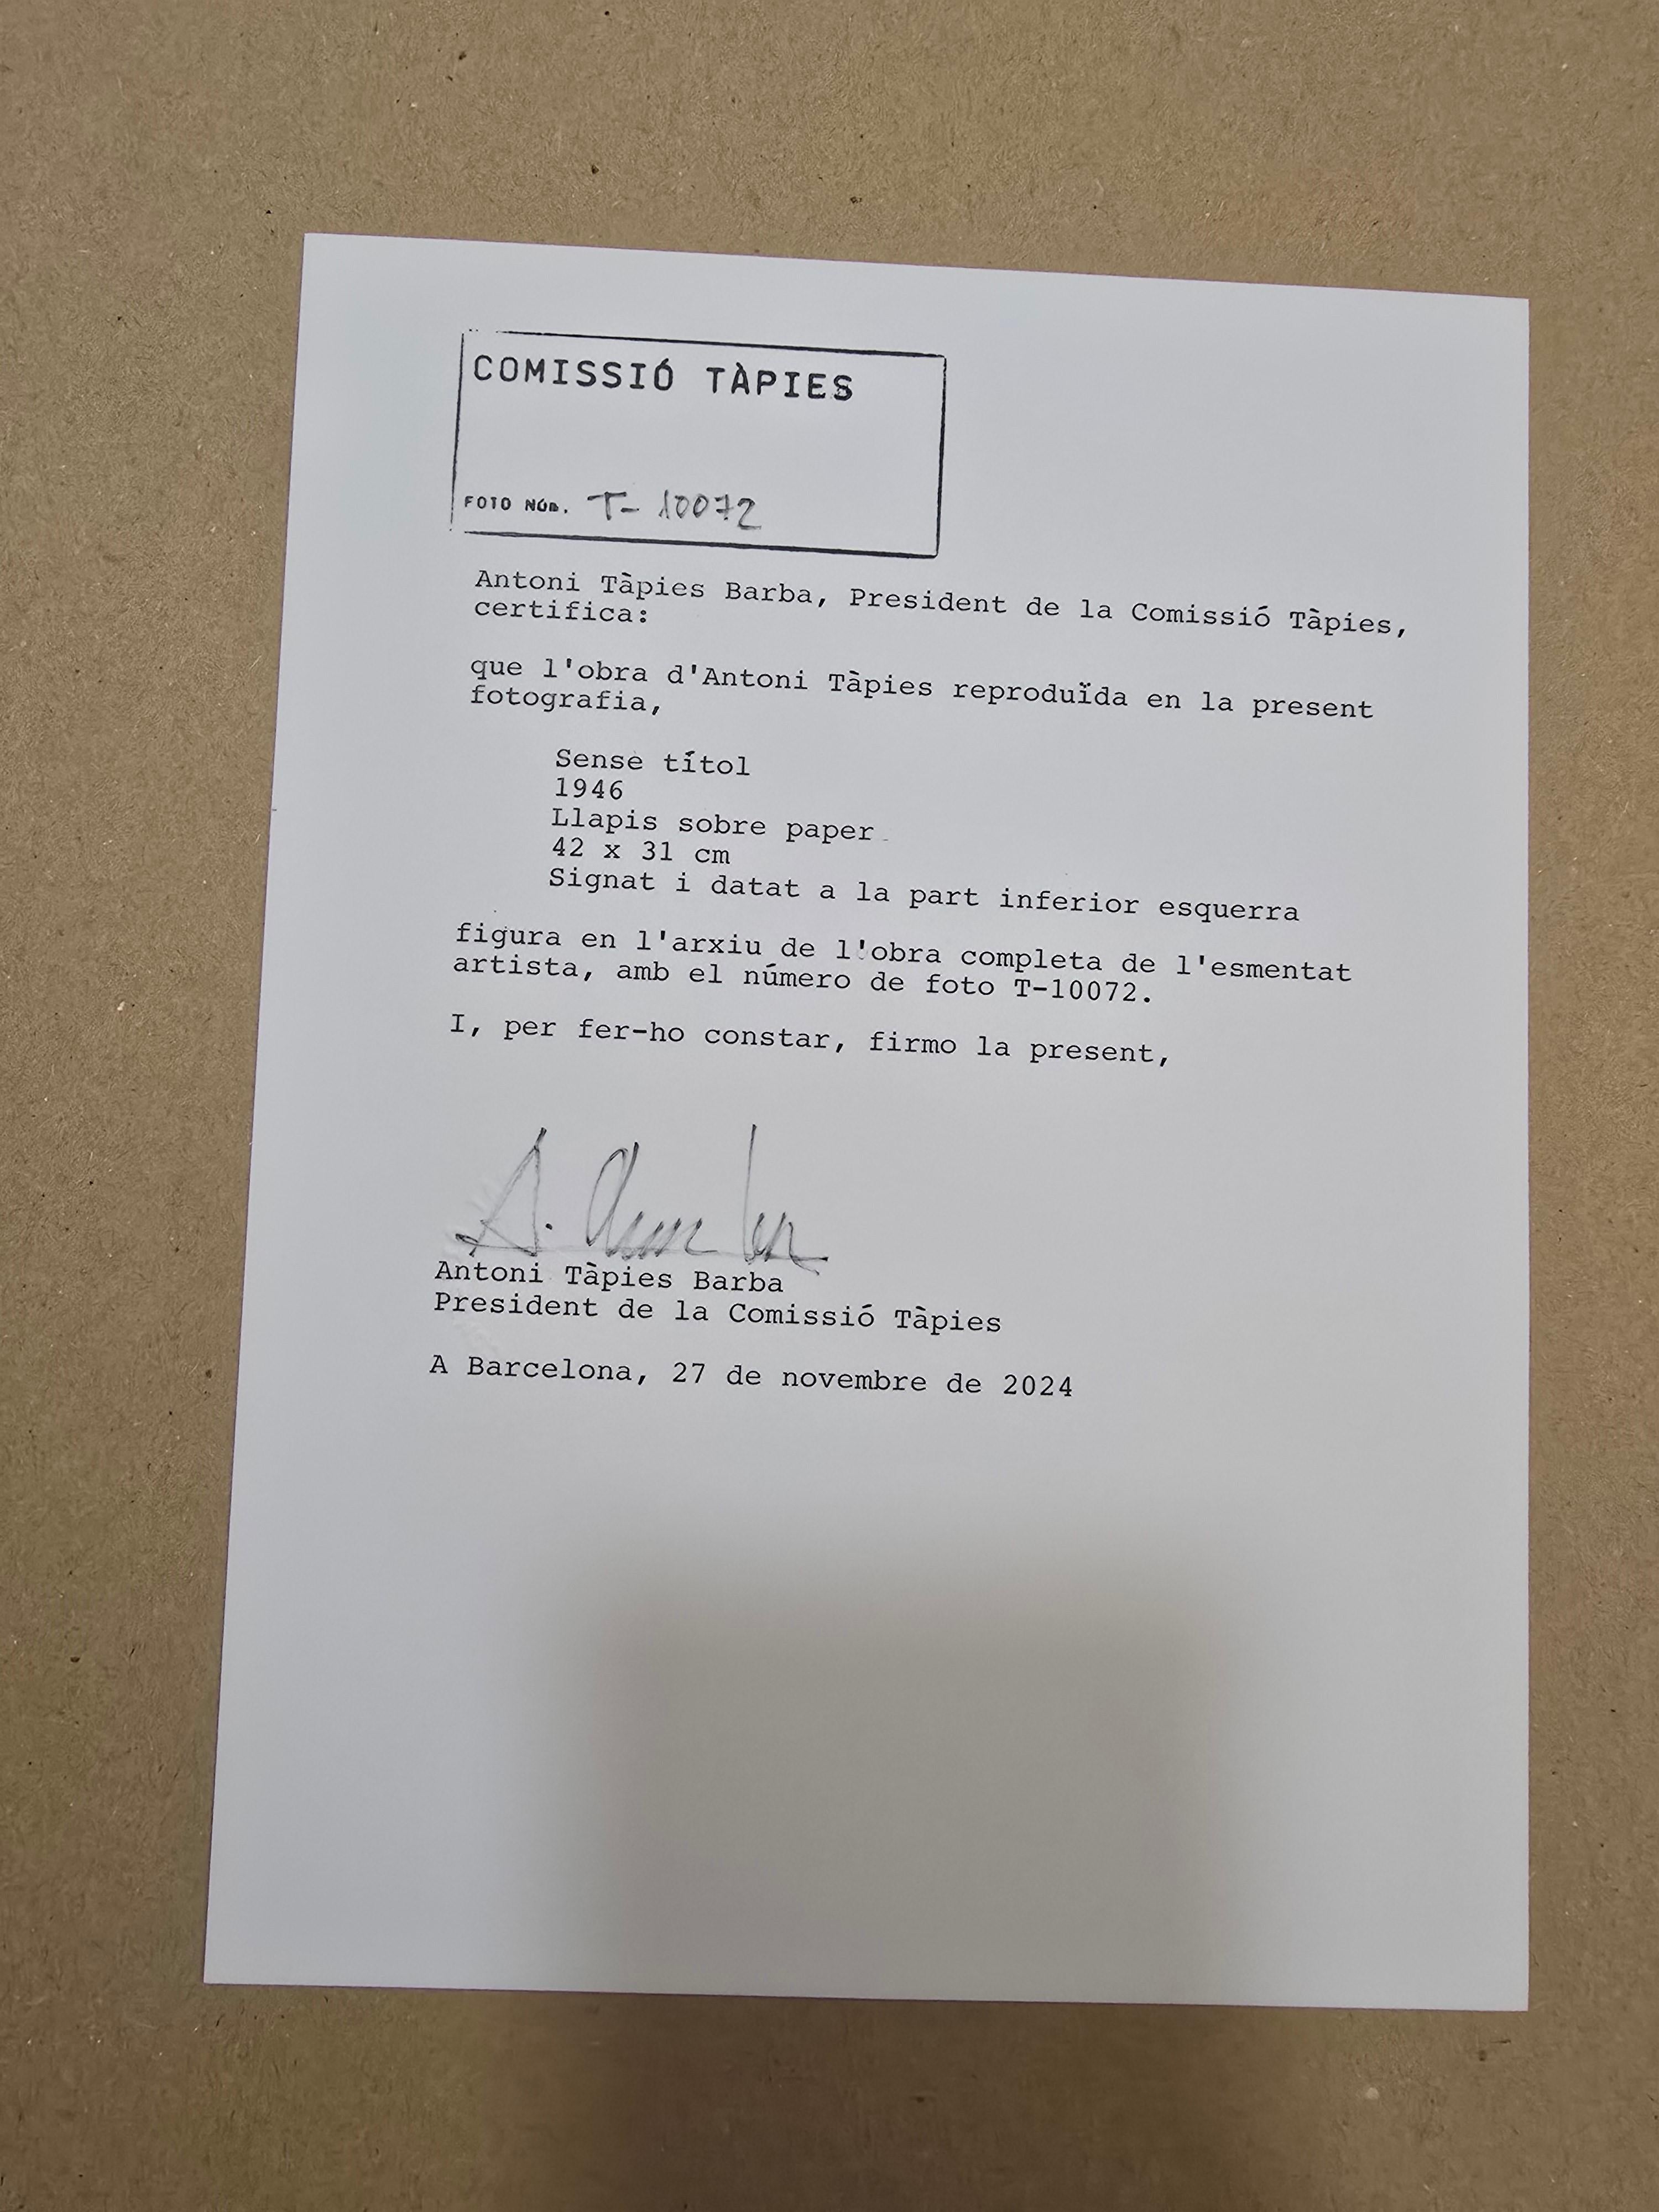 COMISSIÓ TÀPIES
FOTO NÚM. T- 10072
Antoni Tàpies Barba, President de la Comissió Tàpies,
certifica:
que l'obra d'Antoni Tàpies reproduïda en la present
fotografia,
Sense títol
1946
Llapis sobre paper
42 x 31 cm
Signat i datat a la part inferior esquerra
figura en l'arxiu de l'obra completa de l'esmentat
artista, amb el número de foto T-10072.
I, per fer-ho constar, firmo la present,
Antoni Tàpies Barba
President de la Comissió Tàpies
A Barcelona, 27 de novembre de 2024